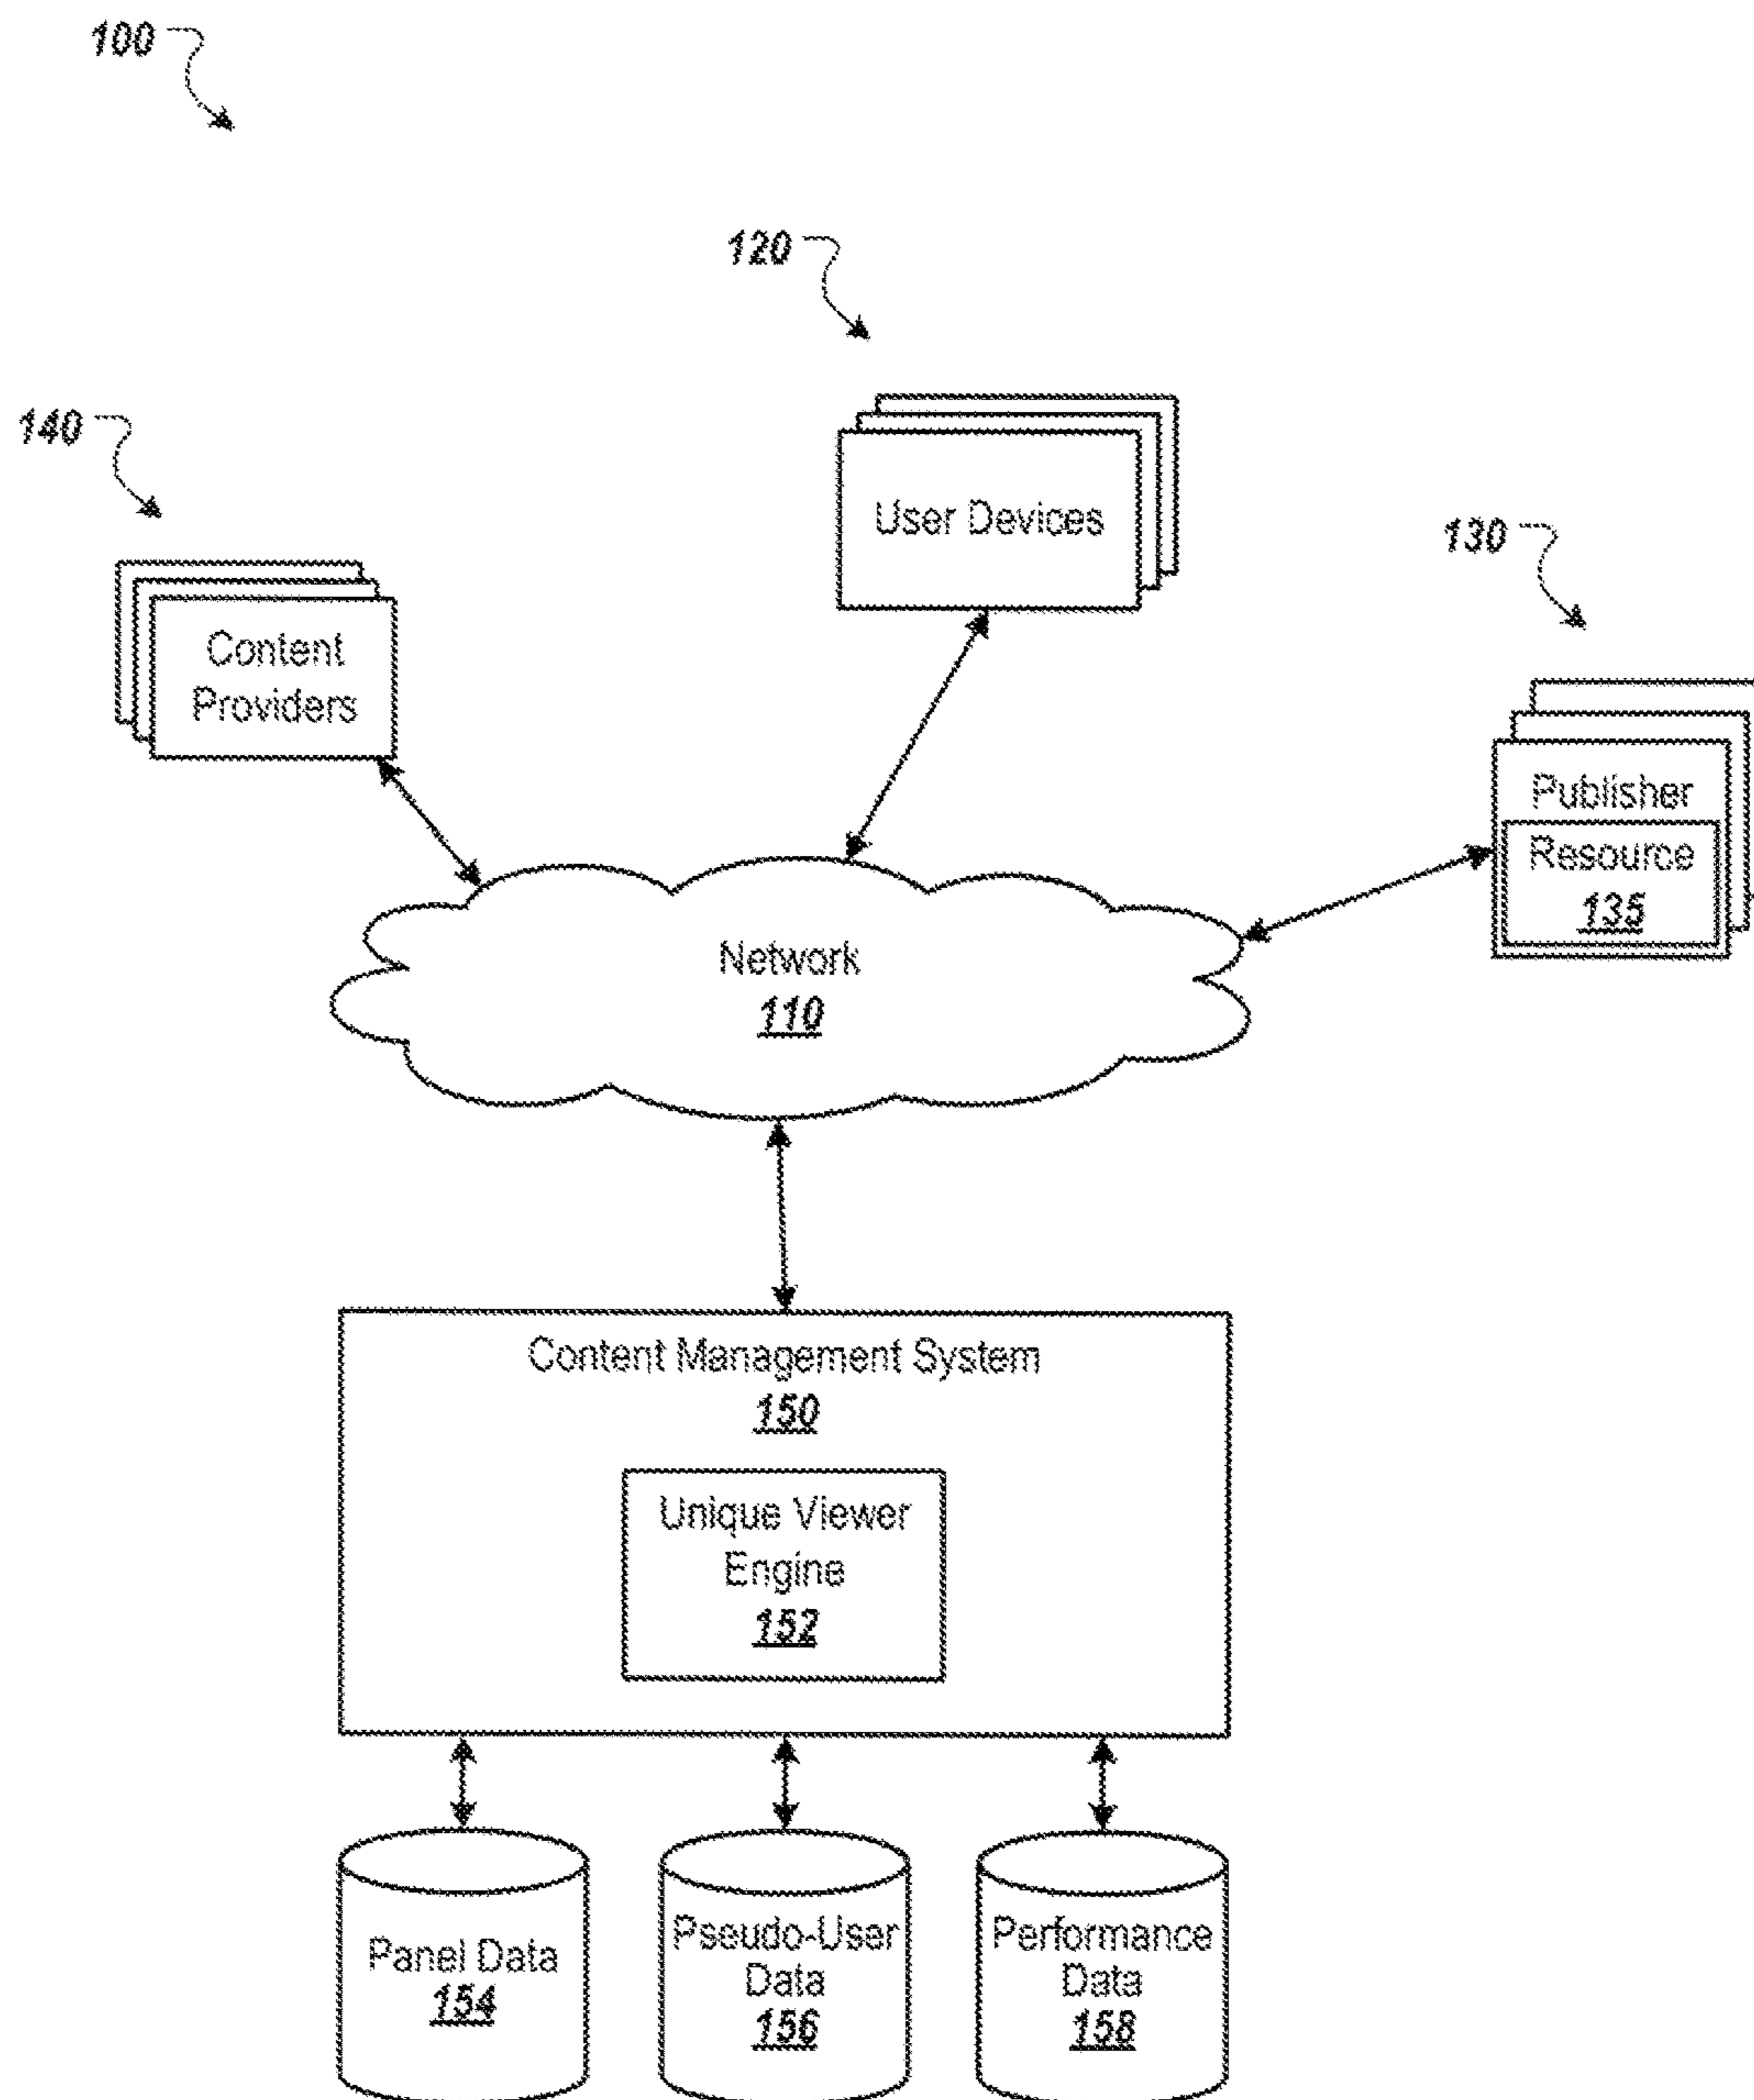 100
120
140
User Devices
130
Content
Providers
Publisher
Resource
135
Network
110
Content Management System
150
Unique Viewer
Engine
152
Panel Data
154
Pseudo-User
Data
156
Performance
Data
158